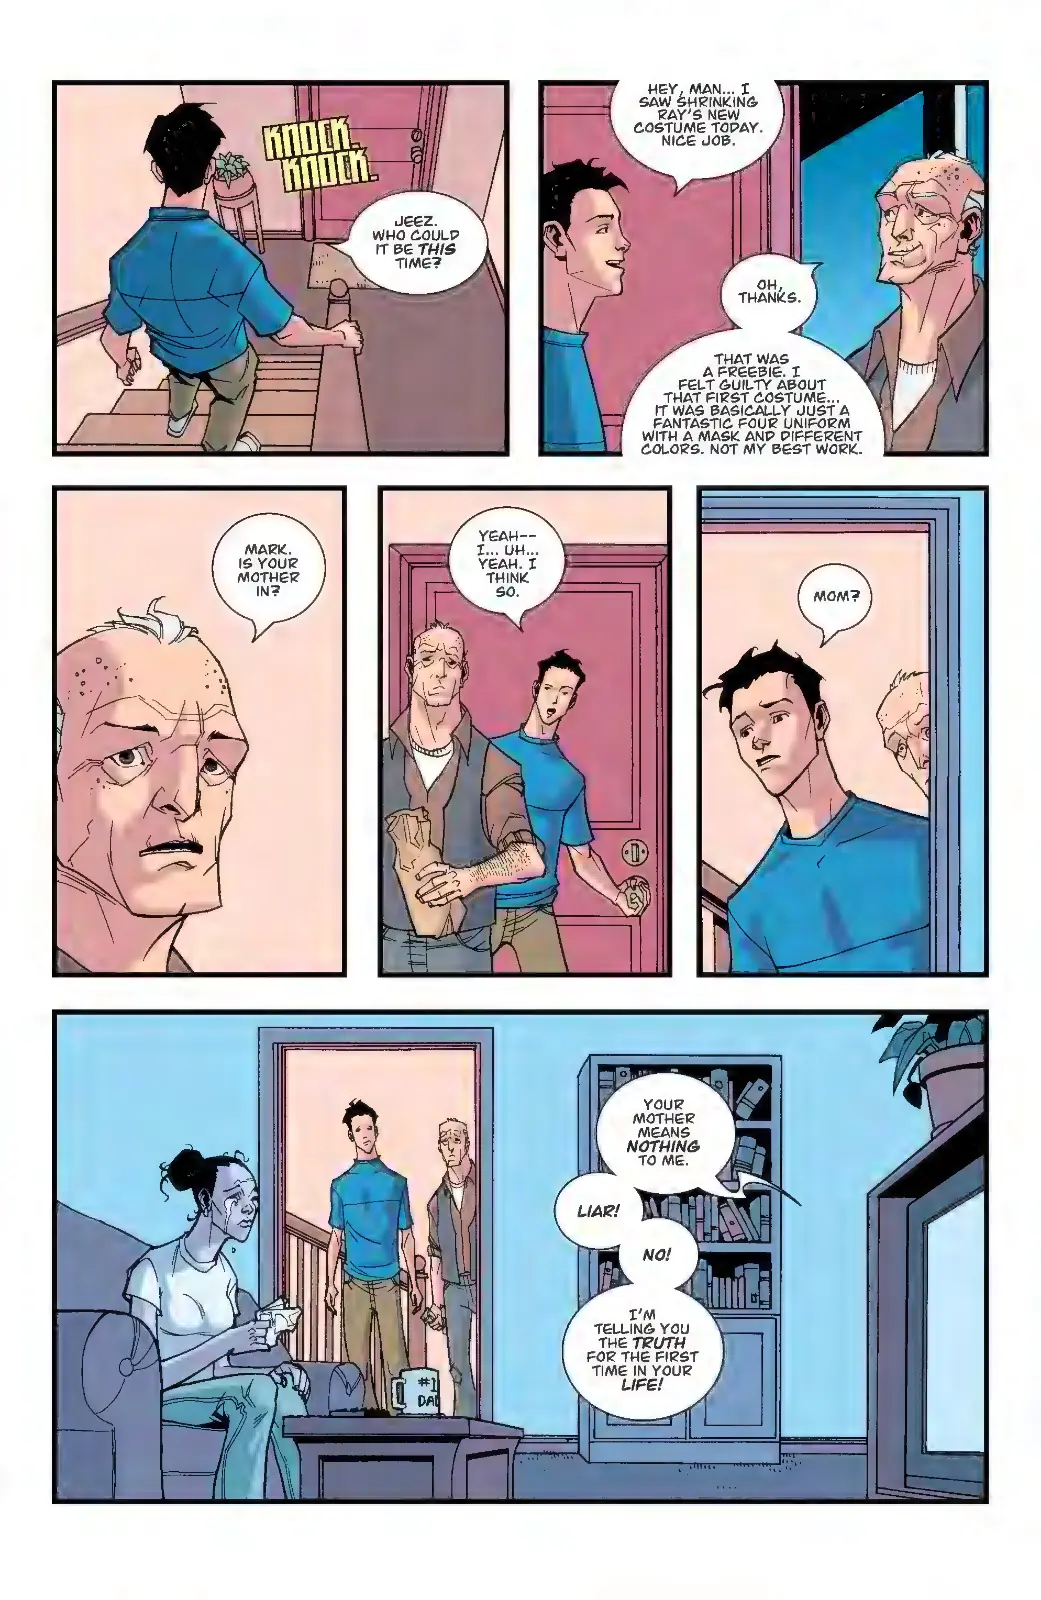 KNOCK.
KNOCK.
JEEZ.
WHO COULD
IT BE THIS
TIME?
HEY, MAN... I
SAW SHRINKING
RAY'S NEW
COSTUME TODAY.
NICE JOB.
OH,
THANKS.
THAT WAS
A FREEBIE. I
FELT GUILTY ABOUT
THAT FIRST COSTUME...
IT WAS BASICALLY JUST A
FANTASTIC FOUR UNIFORM
WITH A MASK AND DIFFERENT
COLORS. NOT MY BEST WORK.
MARK.
IS YOUR
MOTHER
IN?
YEAH--
I... UH...
YEAH. I
THINK
SO.
MOM?
YOUR
MOTHER
MEANS
NOTHING
TO ME.
LIAR!
NO!
I'M
TELLING YOU
THE TRUTH
FOR THE FIRST
TIME IN YOUR
LIFE!
#1
DAD